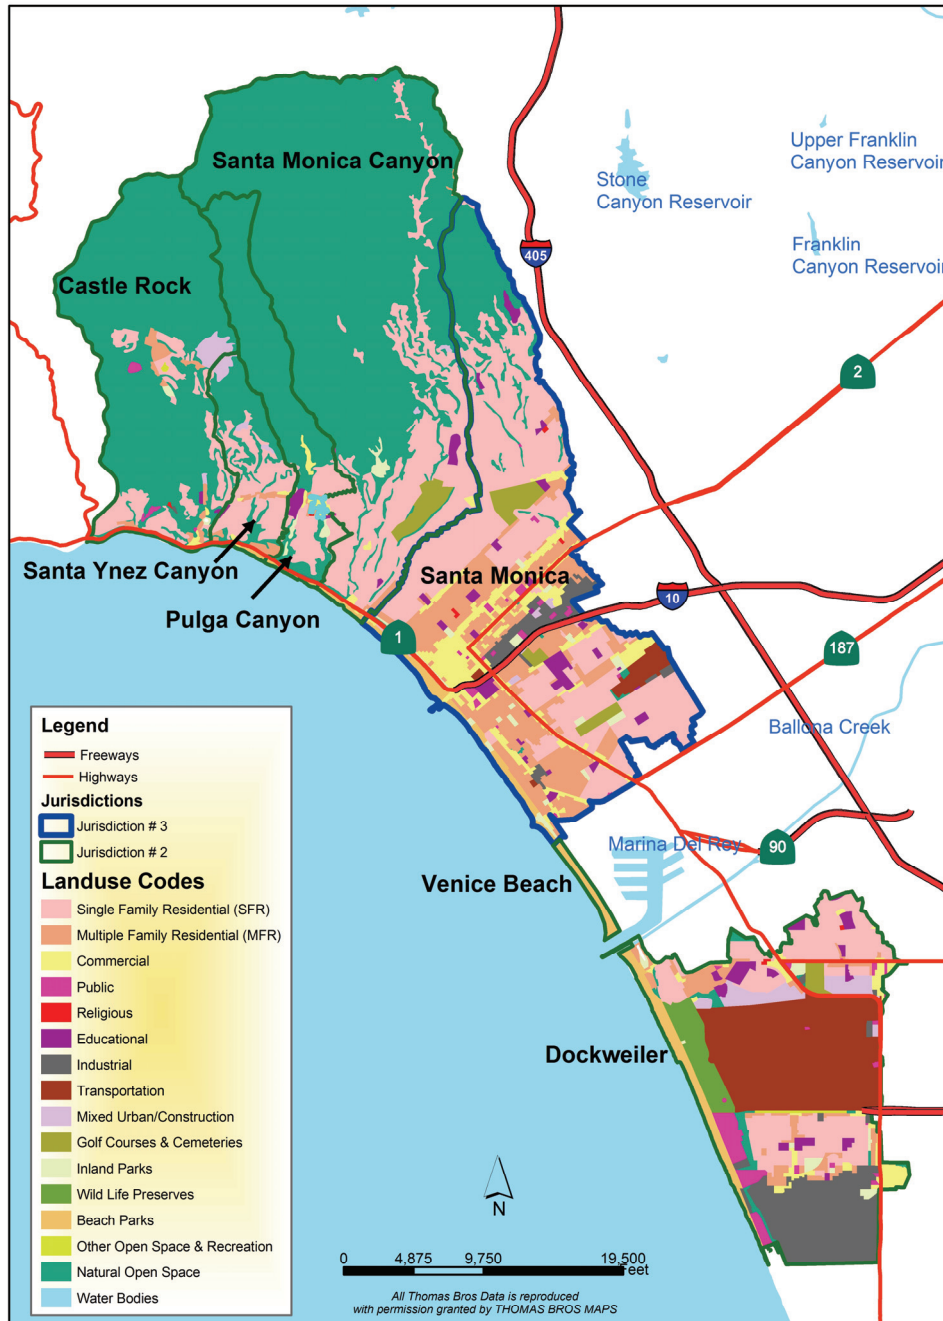 Santa Monica Canyon
Stone
Canyon Reservoir
Upper Franklin
Canyon Reservoir
405
Franklin
Canyon Reservoir
Castle Rock
2
Santa Ynez Canyon
Santa Monica
Pulga Canyon
10
1
187
Ballona Creek
Marina Del Rey
90
Venice Beach
Dockweiler
Legend
Freeways
Highways
Jurisdictions
Jurisdiction # 3
Jurisdiction # 2
Landuse Codes
Single Family Residential (SFR)
Multiple Family Residential (MFR)
Commercial
Public
Religious
Educational
Industrial
Transportation
Mixed Urban/Construction
Golf Courses & Cemeteries
Inland Parks
Wild Life Preserves
Beach Parks
Other Open Space & Recreation
Natural Open Space
Water Bodies
N
0 4,875 9,750 19,500
Feet
All Thomas Bros Data is reproduced
with permission granted by THOMAS BROS MAPS